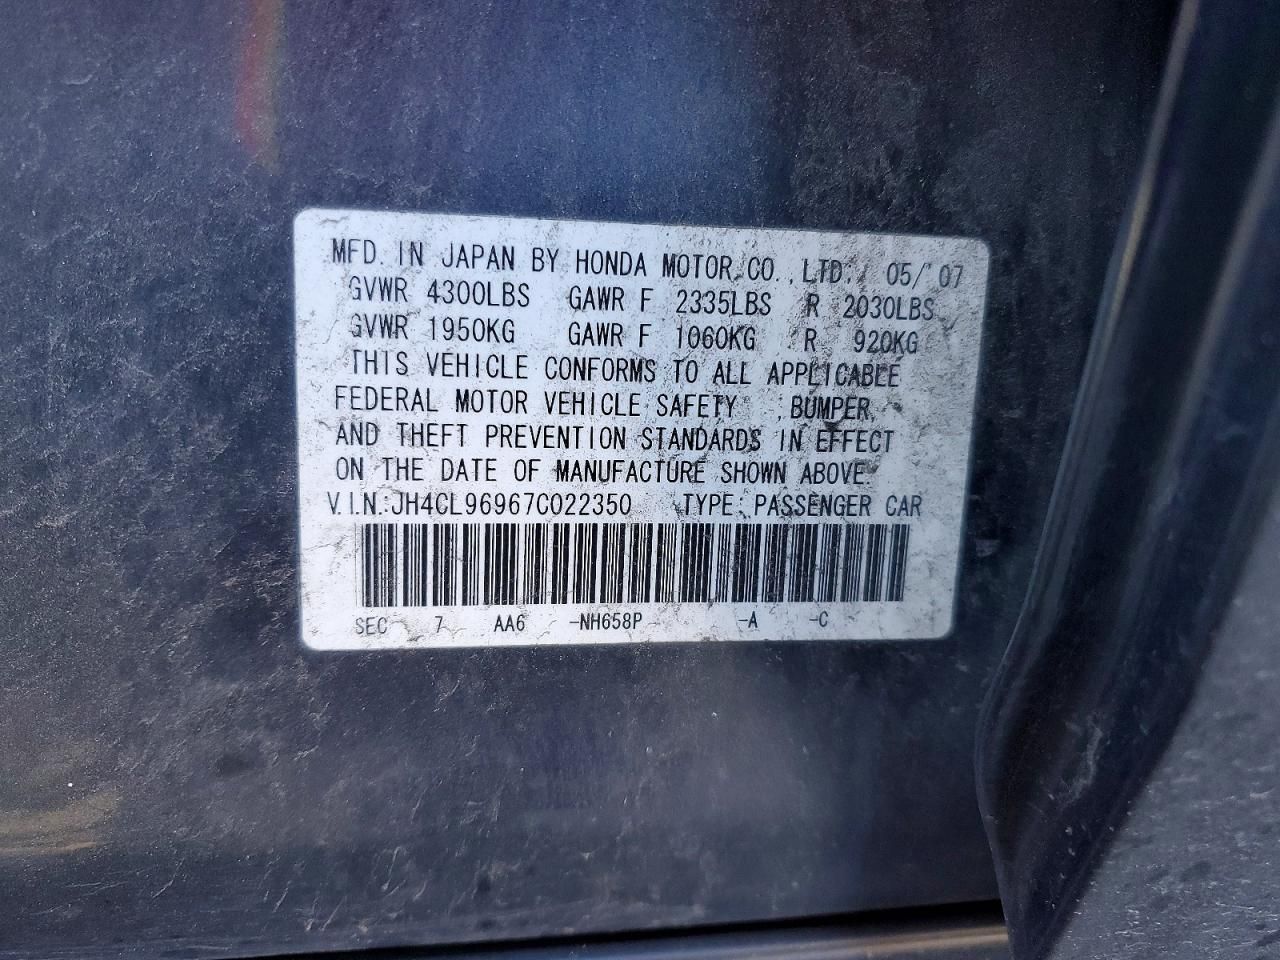 MFD. IN JAPAN BY HONDA MOTOR CO., LTD. 05/'07
GVWR 4300LBS GAWR F 2335LBS R 2030LBS
GVWR 1950KG GAWR F 1060KG R 920KG
THIS VEHICLE CONFORMS TO ALL APPLICABLE
FEDERAL MOTOR VEHICLE SAFETY , BUMPER,
AND THEFT PREVENTION STANDARDS IN EFFECT
ON THE DATE OF MANUFACTURE SHOWN ABOVE.
V.I.N.:JH4CL96967C022350 TYPE: PASSENGER CAR
SEC 7 AA6 -NH658P -A -C